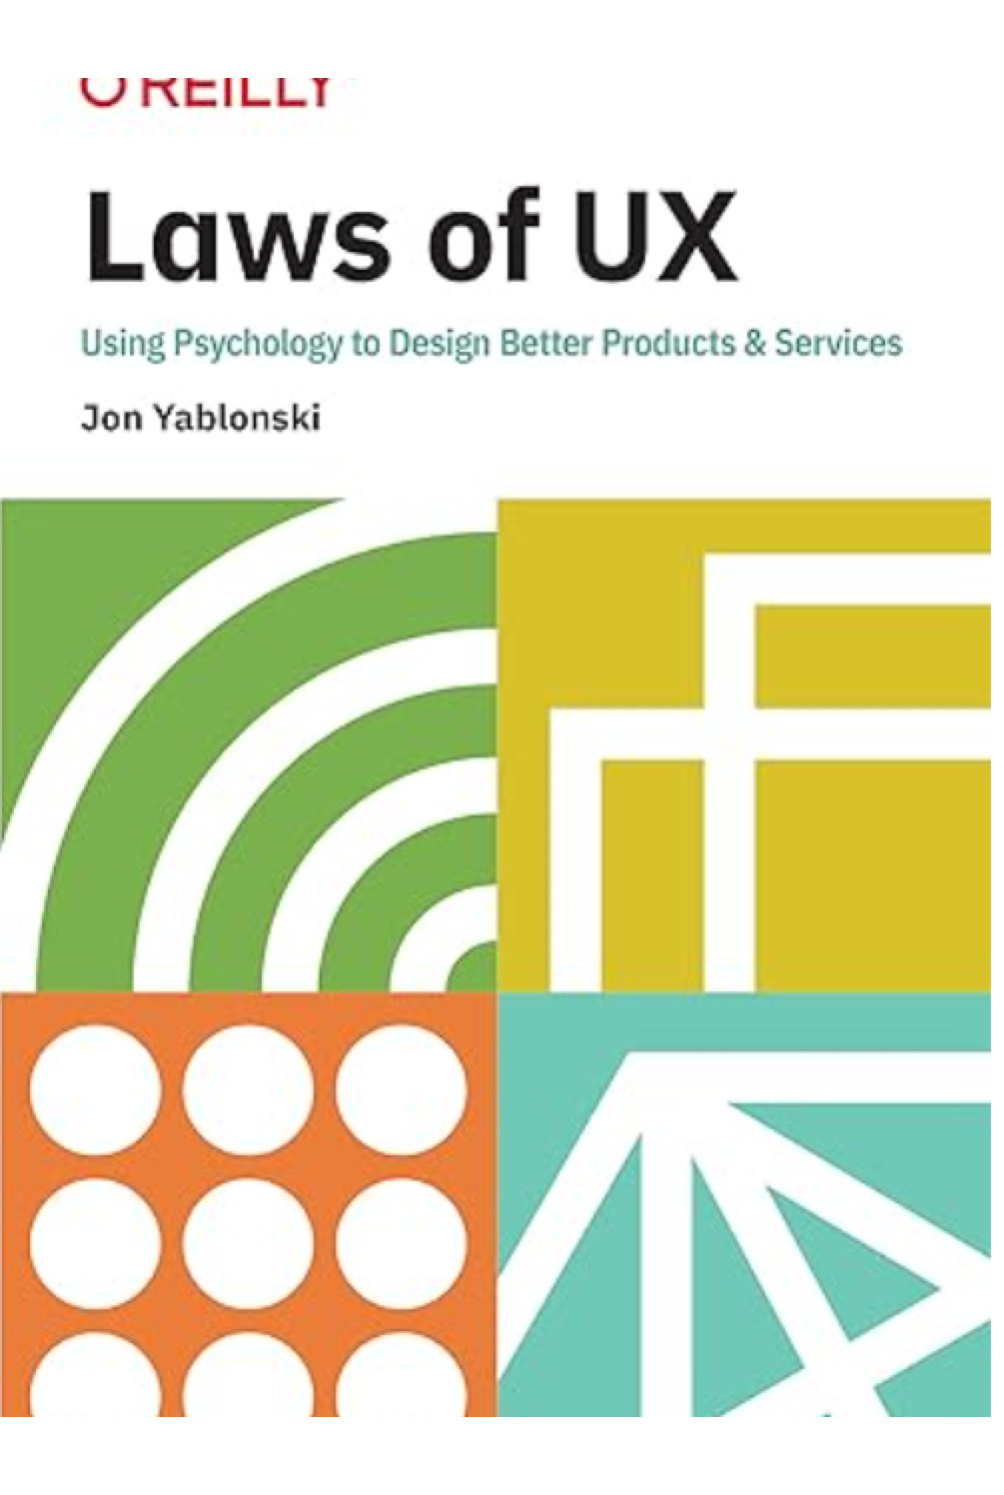 O'REILLY
Laws of UX
Using Psychology to Design Better Products & Services
Jon Yablonski